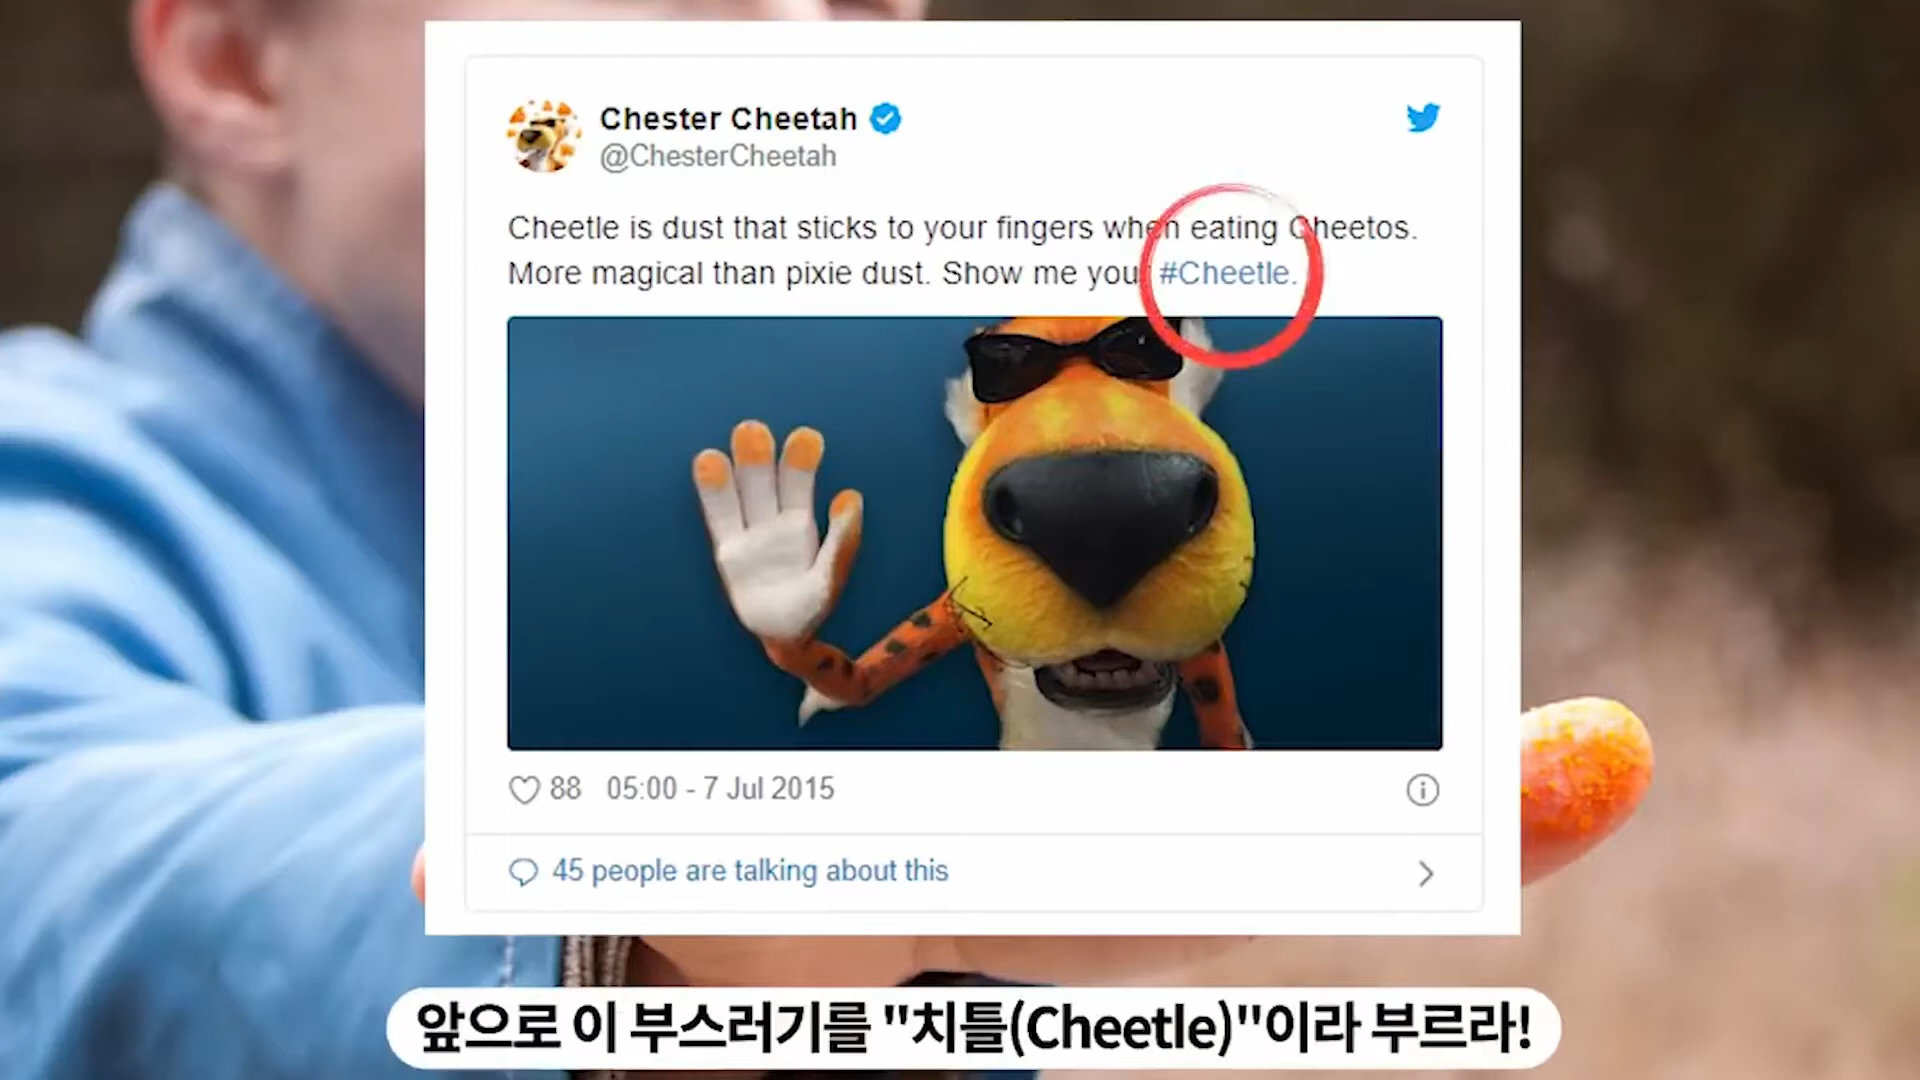 Chester Cheetah
@ChesterCheetah
Cheetle is dust that sticks to your fingers when eating Cheetos.
More magical than pixie dust. Show me your #Cheetle.
88 05:00 - 7 Jul 2015
45 people are talking about this
앞으로 이 부스러기를 "치틀(Cheetle)"이라 부르라!